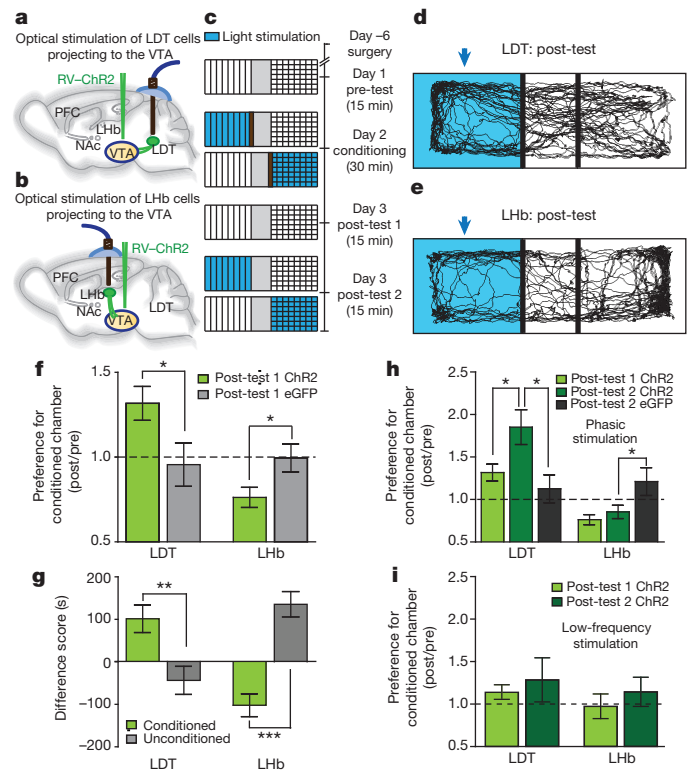 a
Optical stimulation of LDT cells
projecting to the VTA
RV–ChR2
PFC
LHb
NAc
VTA
LDT
b
Optical stimulation of LHb cells
projecting to the VTA
RV–ChR2
PFC
LHb
NAc
VTA
LDT
c
Light stimulation
Day –6
surgery
Day 1
pre-test
(15 min)
Day 2
conditioning
(30 min)
Day 3
post-test 1
(15 min)
Day 3
post-test 2
(15 min)
d
LDT: post-test
e
LHb: post-test
f
Preference for
conditioned chamber
(post/pre)
1.5
1.0
0.5
*
*
Post-test 1 ChR2
Post-test 1 eGFP
LDT
LHb
g
Difference score (s)
200
100
0
–100
–200
**
***
Conditioned
Unconditioned
LDT
LHb
h
Preference for
conditioned chamber
(post/pre)
2.5
2.0
1.5
1.0
0.5
*
*
*
Post-test 1 ChR2
Post-test 2 ChR2
Post-test 2 eGFP
Phasic
stimulation
LDT
LHb
i
Preference for
conditioned chamber
(post/pre)
2.5
2.0
1.5
1.0
0.5
Post-test 1 ChR2
Post-test 2 ChR2
Low-frequency
stimulation
LDT
LHb